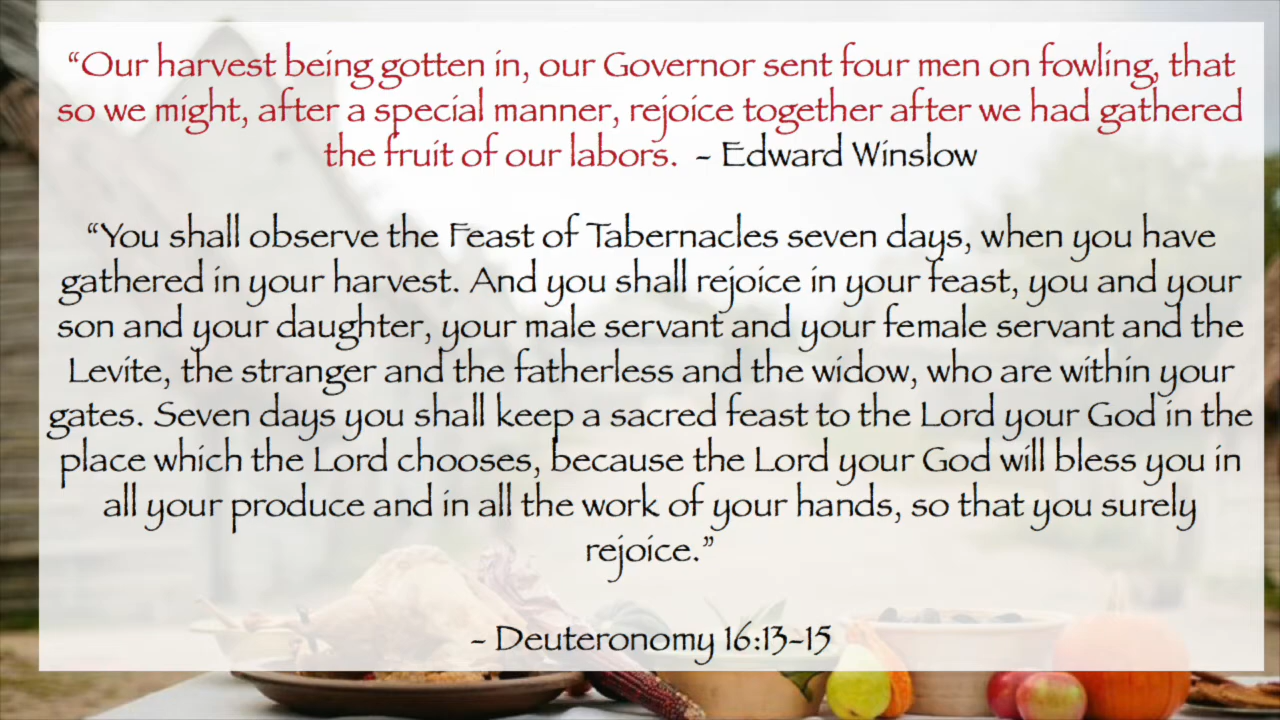 “Our harvest being gotten in, our Governor sent four men on fowling, that
so we might, after a special manner, rejoice together after we had gathered
the fruit of our labors. - Edward Winslow
“You shall observe the Feast of Tabernacles seven days, when you have
gathered in your harvest. And you shall rejoice in your feast, you and your
son and your daughter, your male servant and your female servant and the
Levite, the stranger and the fatherless and the widow, who are within your
gates. Seven days you shall keep a sacred feast to the Lord your God in the
place which the Lord chooses, because the Lord your God will bless you in
all your produce and in all the work of your hands, so that you surely
rejoice.”
- Deuteronomy 16:13-15